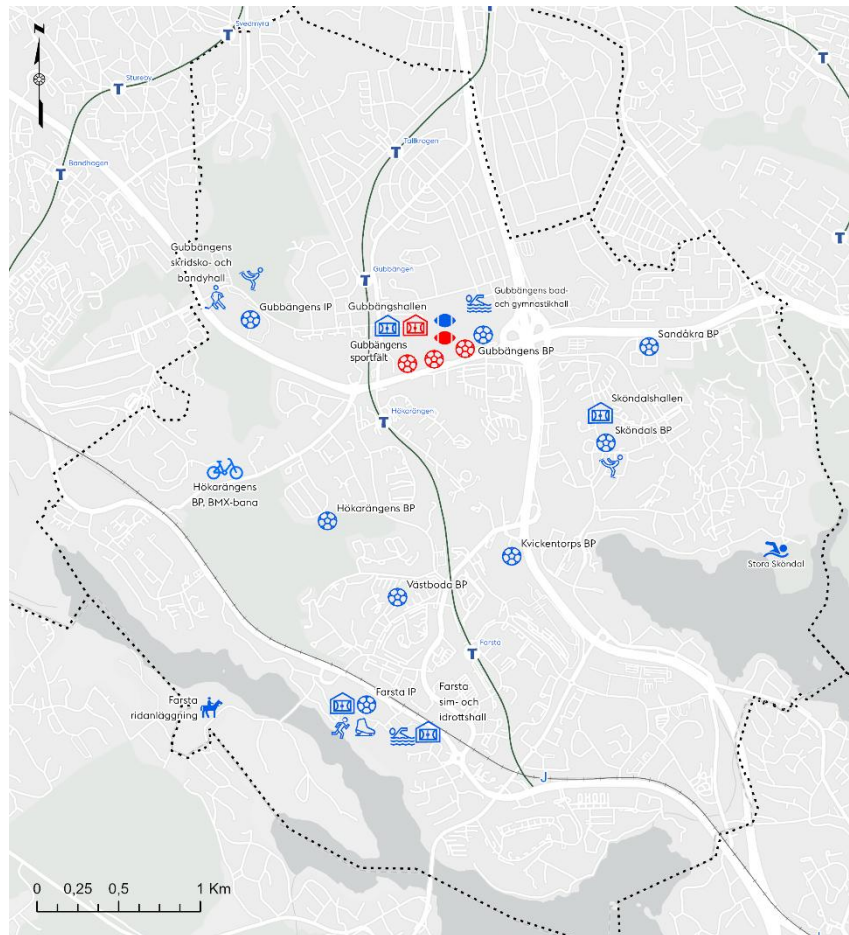 Svedmyra
Z
Stureby
T
T
T
T
Bandhagen
T
Tallkrogen
T
T
Gubbängens
skridsko- och
bandyhall
Gubbängen
T
Gubbängens bad-
och gymnastikhall
Gubbängens IP
Gubbängshallen
Gubbängens
sportfält
Gubbängens BP
Sandåkra BP
Sköndalshallen
Hökarängen
T
Sköndals BP
Hökarängens
BP, BMX-bana
Hökarängens BP
Kvickentorps BP
Stora Sköndal
Västboda BP
Farsta
T
Farsta
ridanläggning
Farsta IP
Farsta
sim- och
idrottshall
J
0 0,25 0,5 1 Km